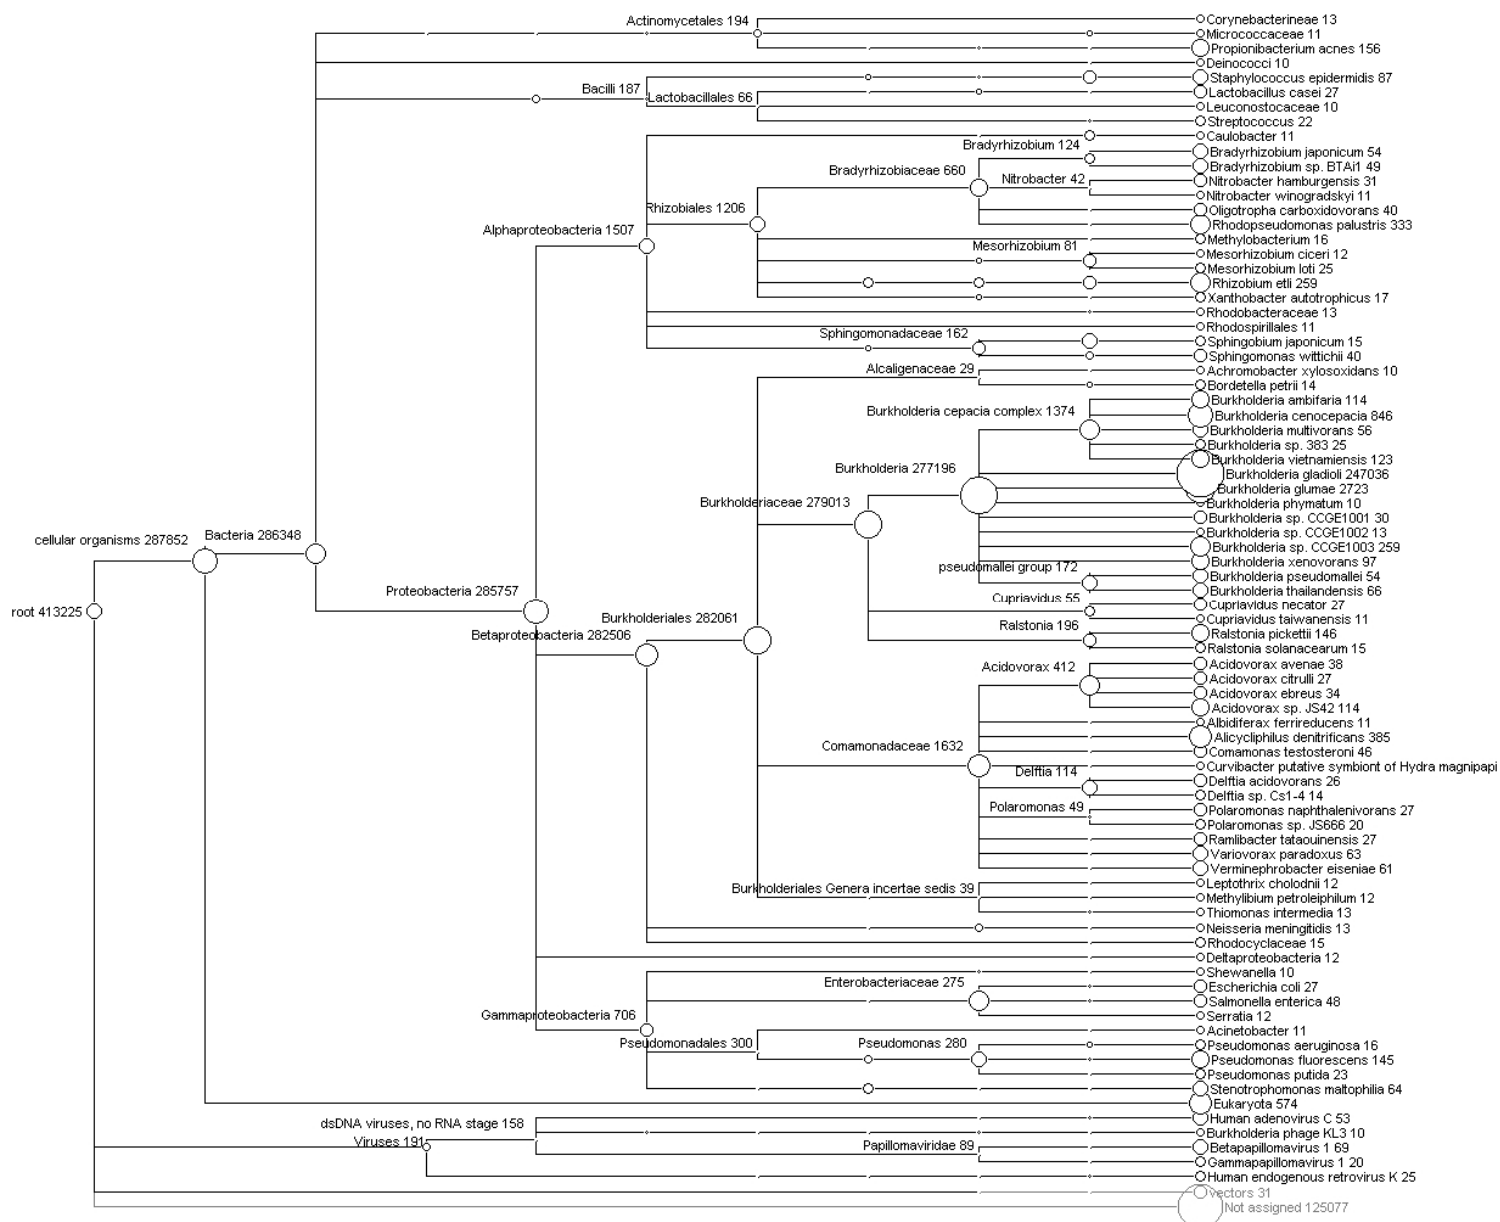 Actinomycetales 194
Corynebacterineae 13
Micrococcaceae 11
Propionibacterium acnes 156
Deinococci 10
Staphylococcus epidermidis 87
Bacilli 187
Lactobacillales 66
Lactobacillus casei 27
Leuconostocaceae 10
Streptococcus 22
Caulobacter 11
Bradyrhizobium 124
Bradyrhizobium japonicum 54
Bradyrhizobium sp. BTAi1 49
Bradyrhizobiaceae 660
Nitrobacter 42
Nitrobacter hamburgensis 31
Nitrobacter winogradskyi 11
Rhizobiales 1206
Oligotropha carboxidovorans 40
Rhodopseudomonas palustris 333
Alphaproteobacteria 1507
Methylobacterium 16
Mesorhizobium 81
Mesorhizobium ciceri 12
Mesorhizobium loti 25
Rhizobium etli 259
Xanthobacter autotrophicus 17
Rhodobacteraceae 13
Rhodospirillales 11
Sphingomonadaceae 162
Sphingobium japonicum 15
Sphingomonas wittichii 40
Alcaligenaceae 29
Achromobacter xylosoxidans 10
Bordetella petrii 14
Burkholderia ambifaria 114
Burkholderia cepacia complex 1374
Burkholderia cenocepacia 846
Burkholderia multivorans 56
Burkholderia sp. 383 25
Burkholderia vietnamiensis 123
Burkholderia 277196
Burkholderia gladioli 247036
Burkholderia glumae 2723
Burkholderiaceae 279013
Burkholderia phymatum 10
Burkholderia sp. CCGE1001 30
Burkholderia sp. CCGE1002 13
cellular organisms 287852
Bacteria 286348
Burkholderia sp. CCGE1003 259
Burkholderia xenovorans 97
pseudomallei group 172
Burkholderia pseudomallei 54
Proteobacteria 285757
Burkholderia thailandensis 66
Cupriavidus 55
Cupriavidus necator 27
root 413225
Burkholderiales 282061
Cupriavidus taiwanensis 11
Betaproteobacteria 282506
Ralstonia 196
Ralstonia pickettii 146
Ralstonia solanacearum 15
Acidovorax 412
Acidovorax avenae 38
Acidovorax citrulli 27
Acidovorax ebreus 34
Acidovorax sp. JS42 114
Albidiferax ferrireducens 11
Alicycliphilus denitrificans 385
Comamonadaceae 1632
Comamonas testosteroni 46
Curvibacter putative symbiont of Hydra magnipapi
Delftia 114
Delftia acidovorans 26
Delftia sp. Cs1-4 14
Polaromonas 49
Polaromonas naphthalenivorans 27
Polaromonas sp. JS666 20
Ramlibacter tataouinensis 27
Variovorax paradoxus 63
Verminephrobacter eiseniae 61
Burkholderiales Genera incertae sedis 39
Leptothrix cholodnii 12
Methylibium petroleiphilum 12
Thiomonas intermedia 13
Neisseria meningitidis 13
Rhodocyclaceae 15
Deltaproteobacteria 12
Shewanella 10
Enterobacteriaceae 275
Escherichia coli 27
Salmonella enterica 48
Gammaproteobacteria 706
Serratia 12
Acinetobacter 11
Pseudomonadales 300
Pseudomonas 280
Pseudomonas aeruginosa 16
Pseudomonas fluorescens 145
Pseudomonas putida 23
Stenotrophomonas maltophilia 64
Eukaryota 574
dsDNA viruses, no RNA stage 158
Human adenovirus C 53
Viruses 191
Burkholderia phage KL3 10
Papillomaviridae 89
Betapapillomavirus 1 69
Gammapapillomavirus 1 20
Human endogenous retrovirus K 25
vectors 31
Not assigned 125077